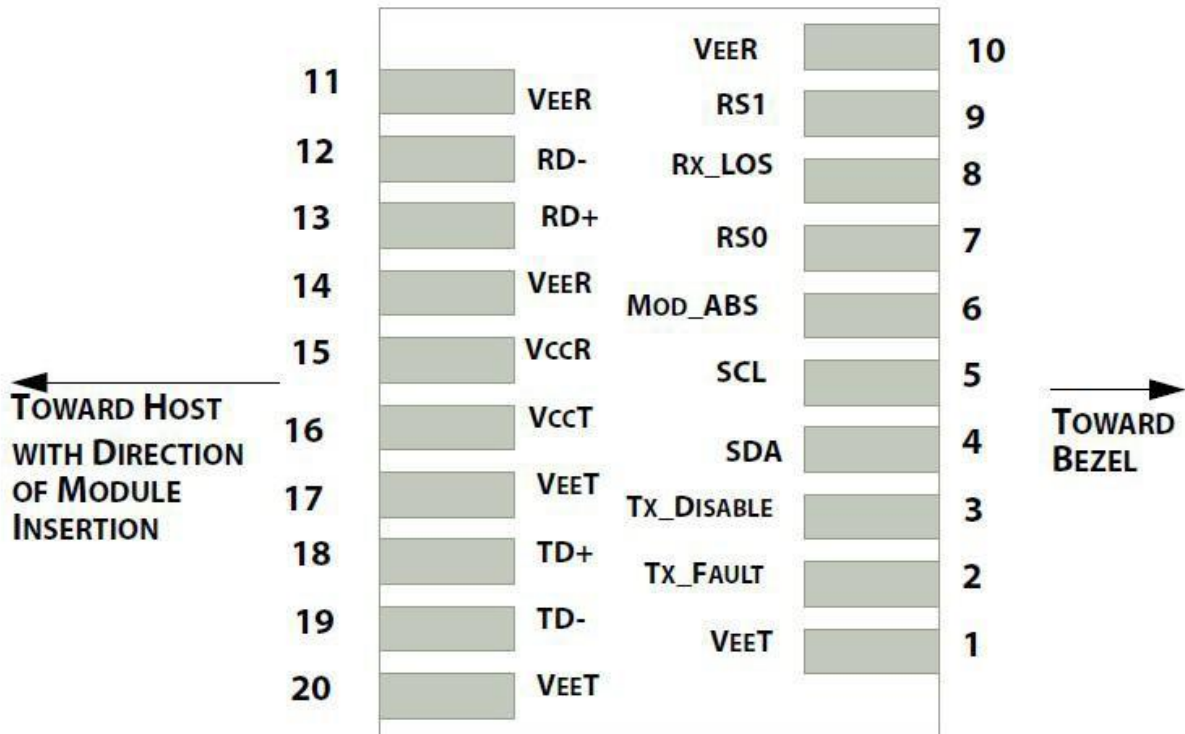 11 VEER
12 RD-
13 RD+
14 VEER
15 VCCR
16 VCCT
17 VEET
18 TD+
19 TD-
20 VEET
VEER 10
RS1 9
RX_LOS 8
RS0 7
MOD_ABS 6
SCL 5
SDA 4
TX_DISABLE 3
TX_FAULT 2
VEET 1
TOWARD HOST
WITH DIRECTION
OF MODULE
INSERTION
TOWARD
BEZEL